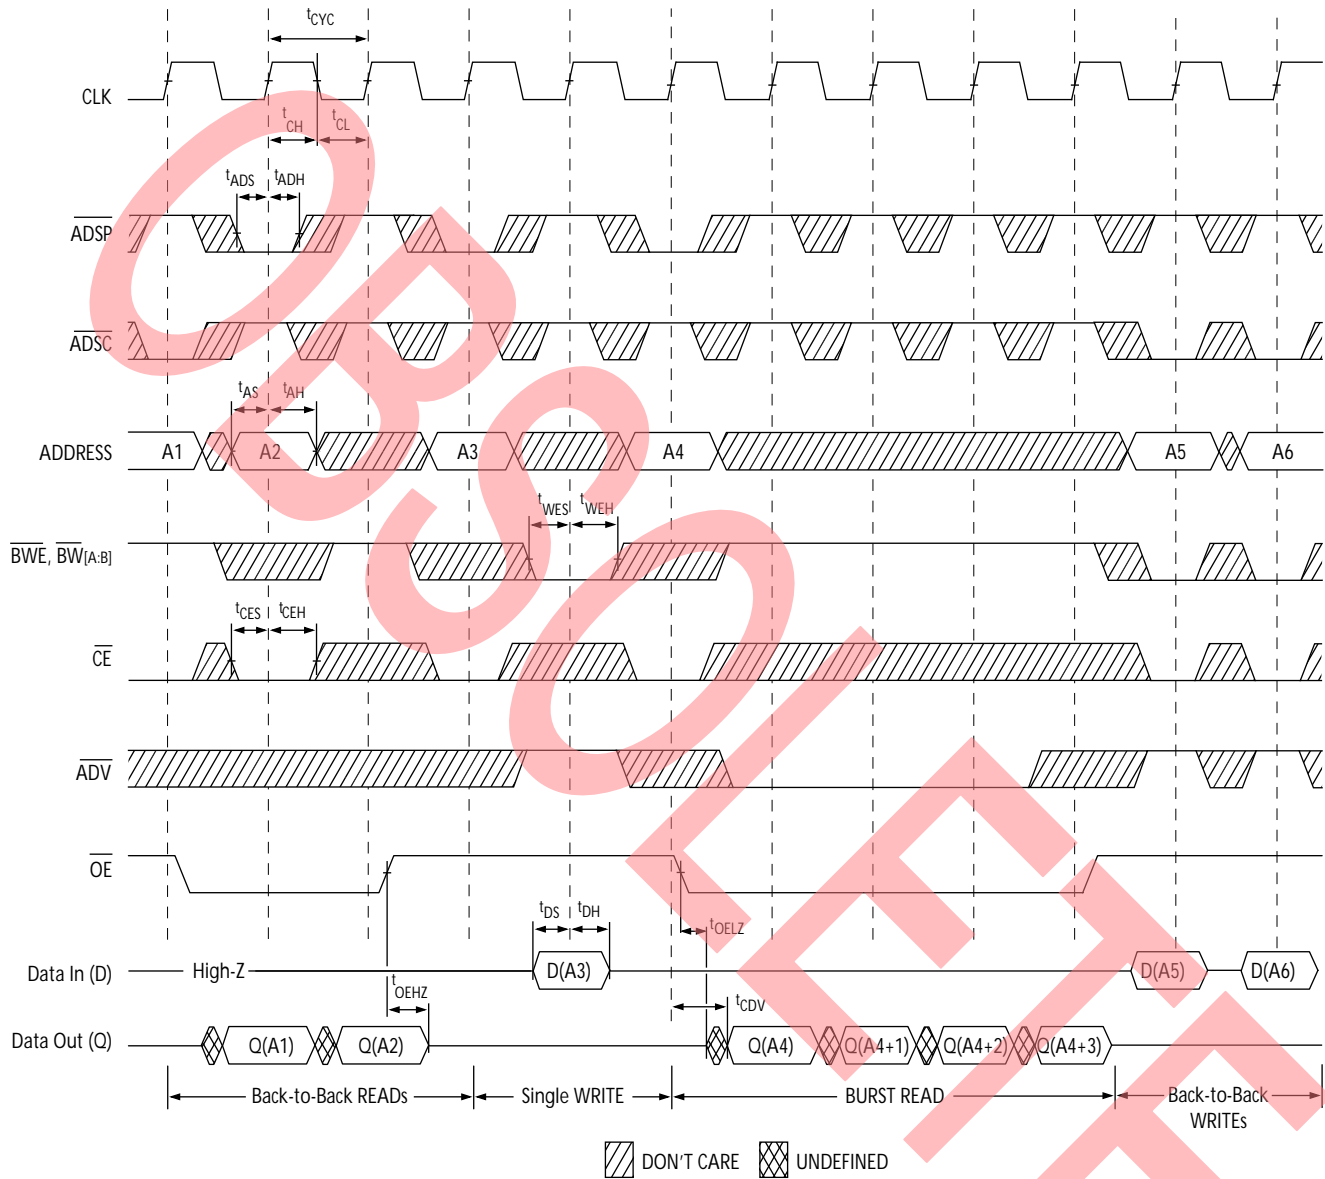 tCYC
CLK
tCH
tCL
tADS
tADH
ADSP
ADSC
tAS
tAH
ADDRESS
A1
A2
A3
A4
A5
A6
tWES
tWEH
BWE, BW[A:B]
tCES
tCEH
CE
ADV
OE
tDS
tDH
tOELZ
Data In (D)
High-Z
D(A3)
D(A5)
D(A6)
tOEHZ
tCDV
Data Out (Q)
Q(A1)
Q(A2)
Q(A4)
Q(A4+1)
Q(A4+2)
Q(A4+3)
Back-to-Back READs
Single WRITE
BURST READ
Back-to-Back
WRITEs
DON'T CARE
UNDEFINED
OBSOLETE